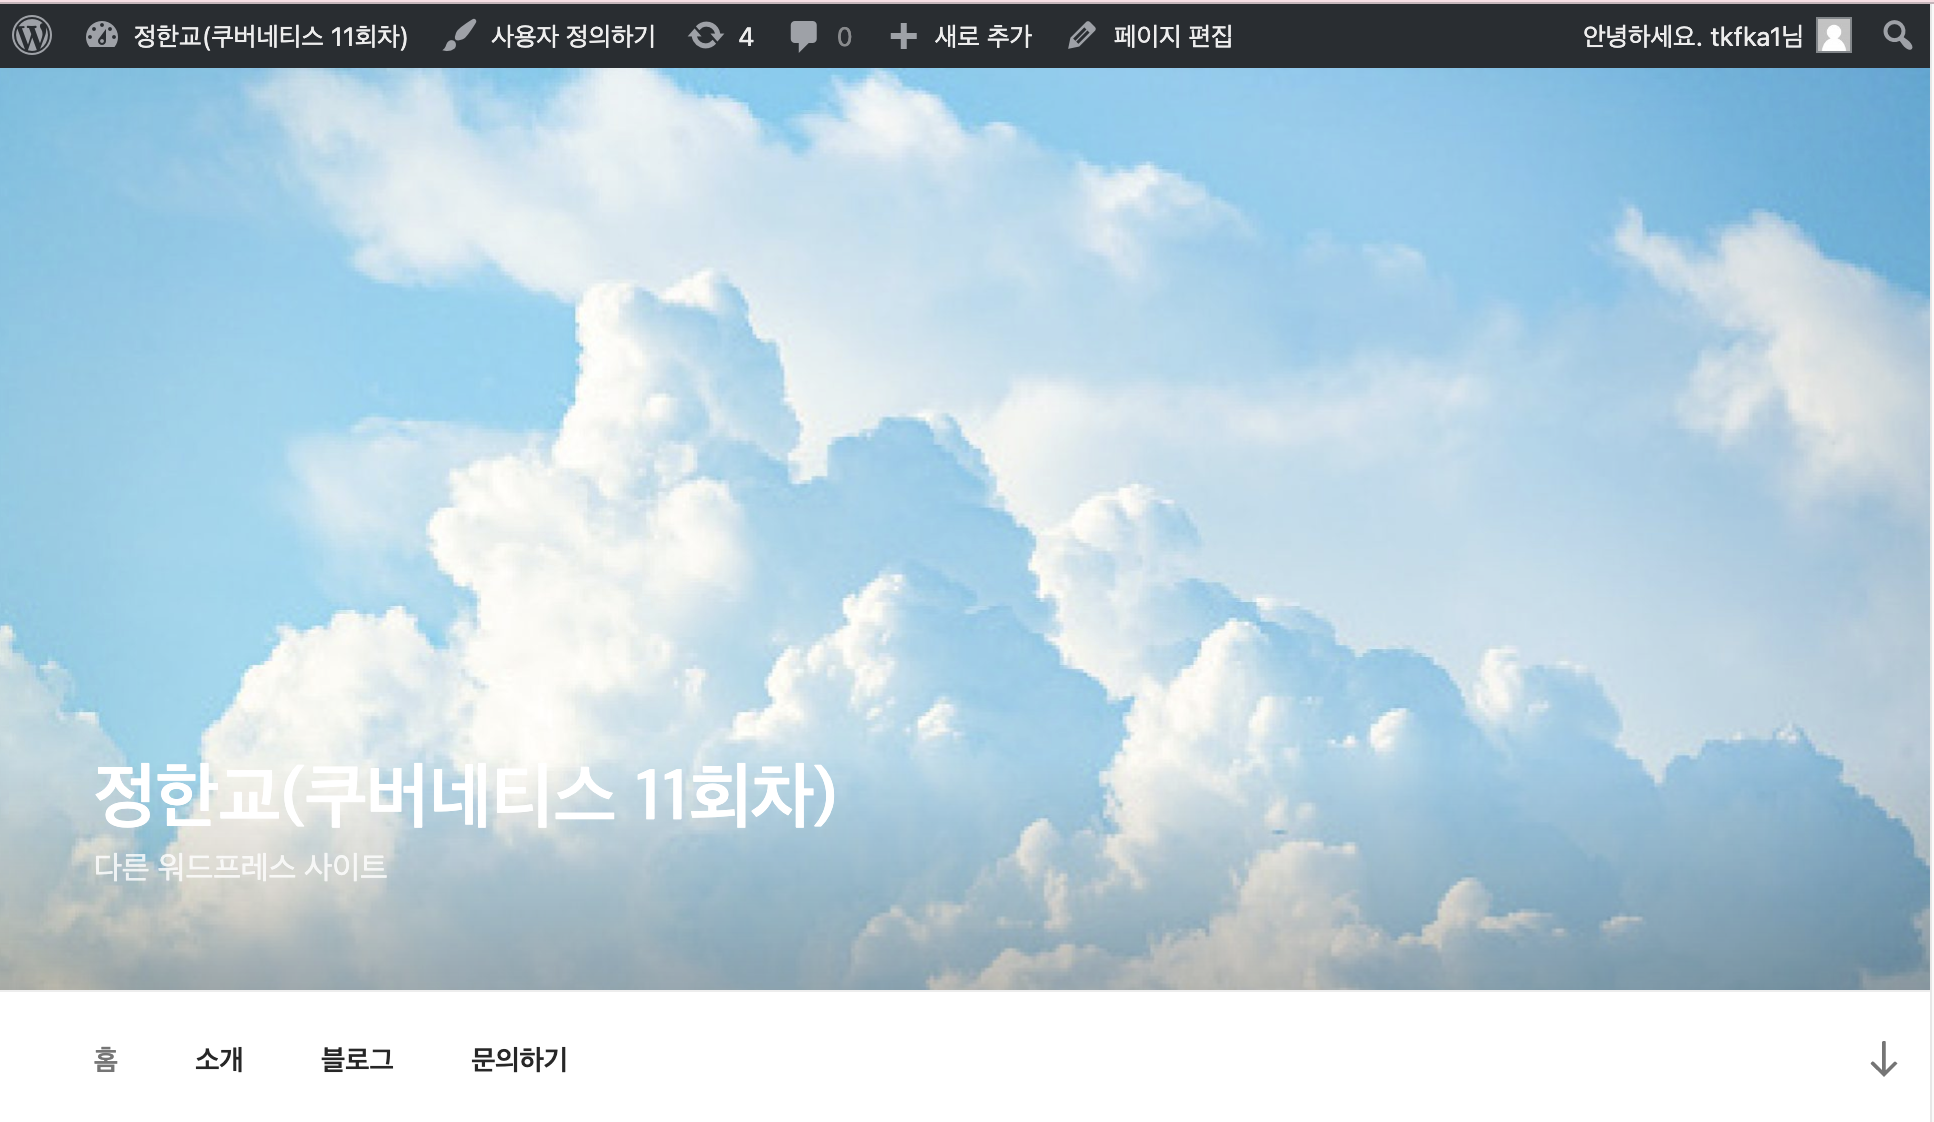 정한교(쿠버네티스 11회차) 사용자 정의하기 4 0 새로 추가 페이지 편집 안녕하세요. tkfka1님
정한교(쿠버네티스 11회차)
다른 워드프레스 사이트
홈 소개 블로그 문의하기